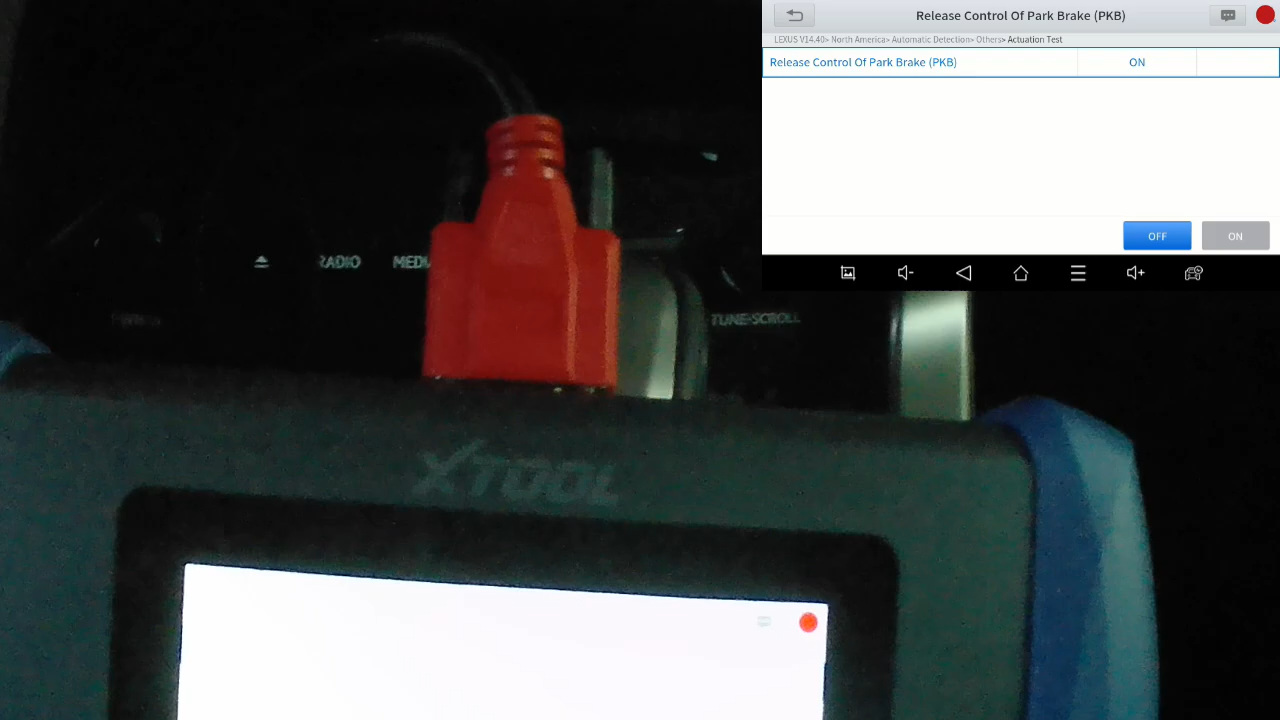 Release Control Of Park Brake (PKB)
LEXUS V14.40> North America> Automatic Detection> Others> Actuation Test
Release Control Of Park Brake (PKB) ON
OFF ON
RADIO MEDIA
TUNE•SCROLL
XTOOL